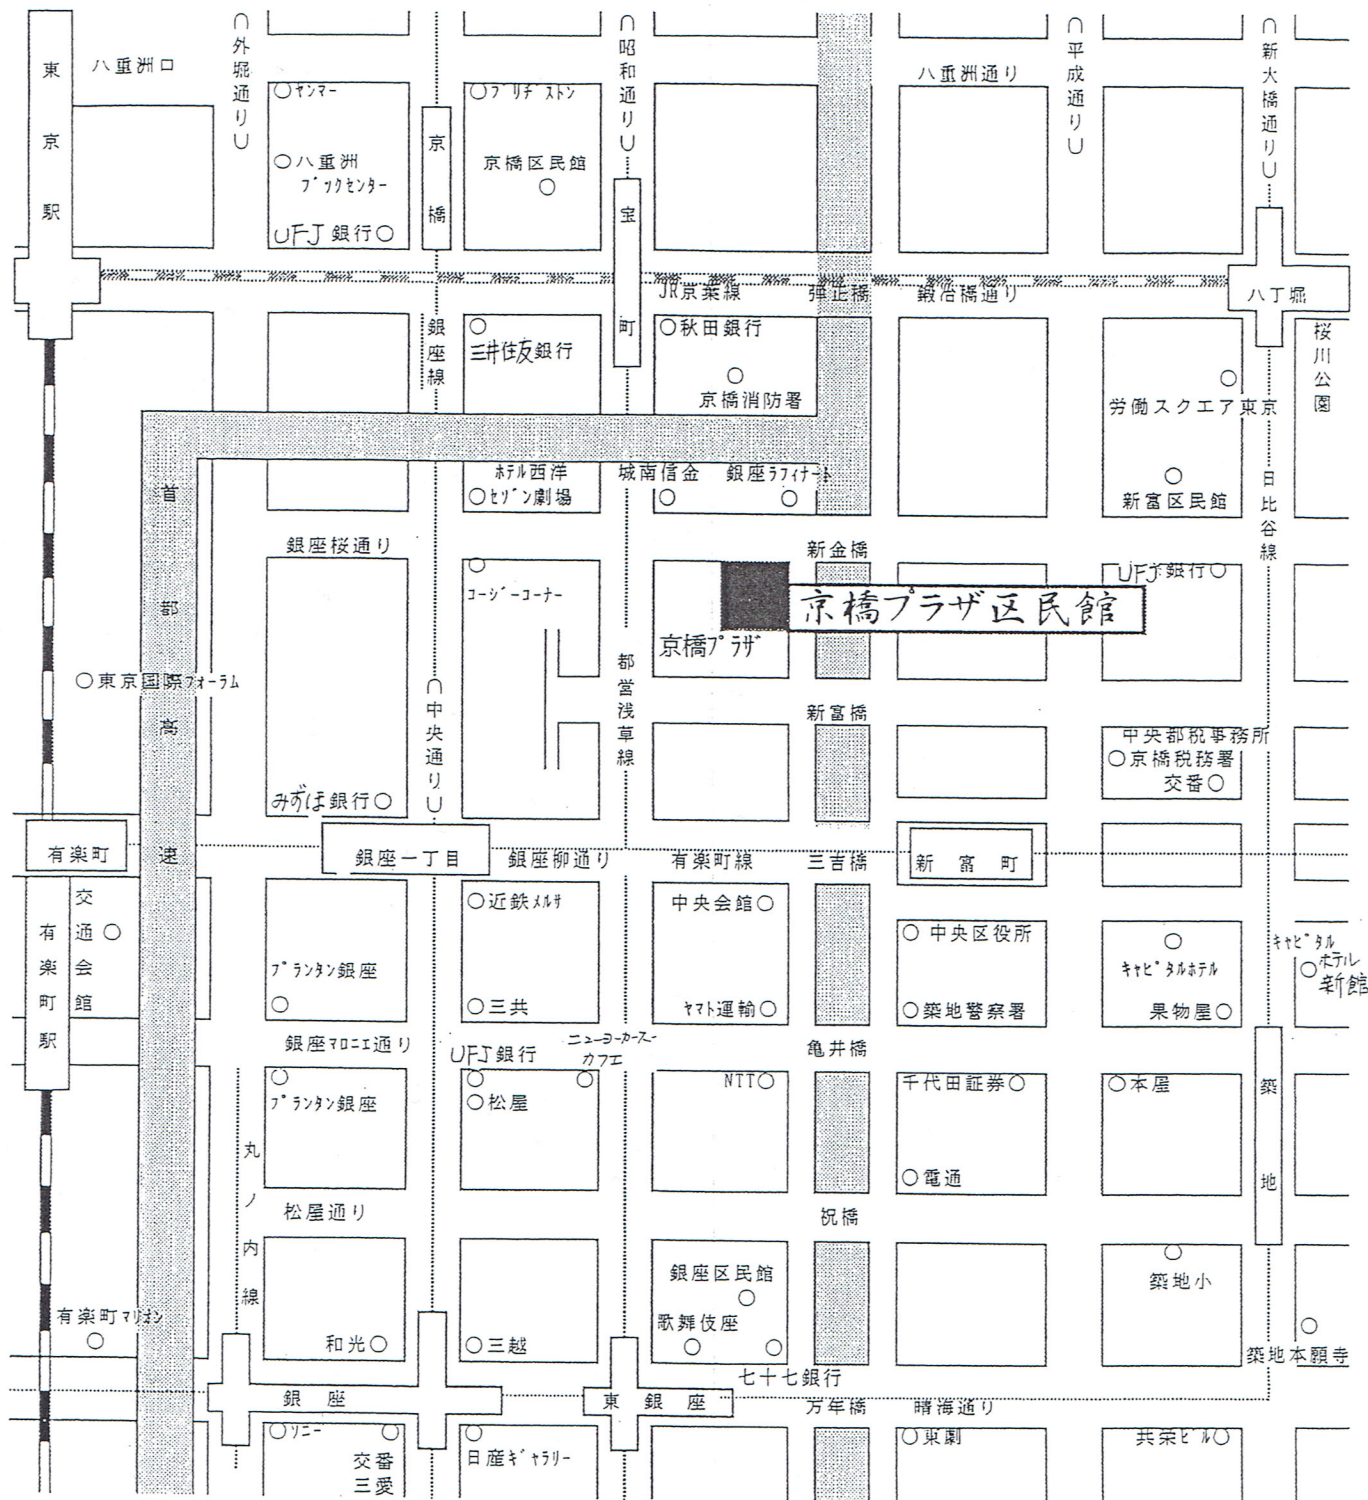 東京駅
八重洲口
∩外堀通り∪
○ヤンマー
○八重洲
ブックセンター
UFJ銀行○
京橋
○ブリヂストン
京橋区民館
○
∩昭和通り∪
宝町
八重洲通り
∩平成通り∪
∩新大橋通り∪
JR京葉線
弾正橋
鍛冶橋通り
八丁堀
銀座線
○
三井住友銀行
○秋田銀行
○
京橋消防署
○
労働スクエア東京
桜川公園
首都高速
ホテル西洋
○セゾン劇場
城南信金
○
銀座ラフィナート
○
○
新富区民館
日比谷線
銀座桜通り
○
コージーコーナー
新金橋
京橋プラザ区民館
京橋プラザ
UFJ銀行○
○東京国際フォーラム
∩中央通り∪
都営浅草線
新富橋
中央都税事務所
○京橋税務署
交番○
みずほ銀行○
有楽町
銀座一丁目
銀座柳通り
有楽町線
三吉橋
新富町
有楽町駅
交通会館
○
プランタン銀座
○
○近鉄メルサ
○三共
中央会館○
ヤマト運輸○
○中央区役所
○築地警察署
○
キャピタルホテル
果物屋○
キャピタル
○ホテル
新館
銀座マロニエ通り
UFJ銀行
○
ニューヨーカーズ
カフェ
○
亀井橋
○
プランタン銀座
○松屋
NTT○
千代田証券○
○電通
○本屋
築地
丸ノ内線
松屋通り
祝橋
銀座区民館
○
歌舞伎座
○
○
○
築地小
有楽町マリオン
○
和光○
○三越
○
築地本願寺
銀座
東銀座
七十七銀行
万年橋
晴海通り
○ソニー
○
交番
三愛
○
日産ギャラリー
○東劇
共栄ビル○